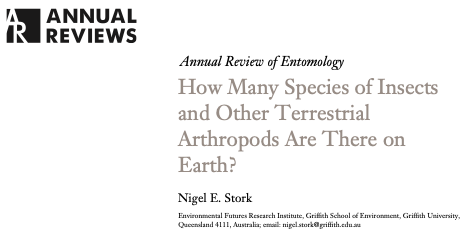 AR ANNUAL
REVIEWS
Annual Review of Entomology
How Many Species of Insects
and Other Terrestrial
Arthropods Are There on
Earth?
Nigel E. Stork
Environmental Futures Research Institute, Griffith School of Environment, Griffith University,
Queensland 4111, Australia; email: nigel.stork@griffith.edu.au